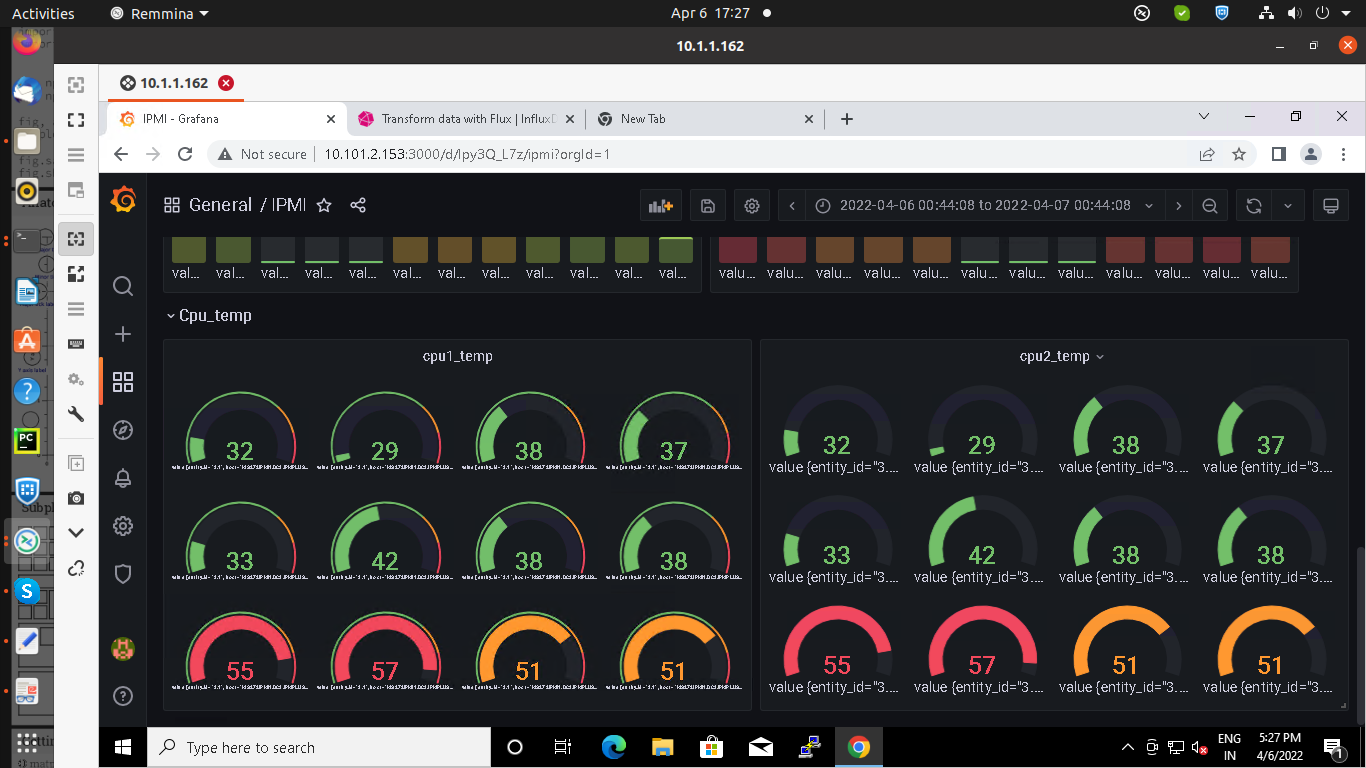 Activities Remmina Apr 6 17:27
10.1.1.162
10.1.1.162
IPMI - Grafana Transform data with Flux | InfluxD New Tab
Not secure 10.101.2.153:3000/d/lpy3Q_L7z/ipmi?orgId=1
General / IPMI 2022-04-06 00:44:08 to 2022-04-07 00:44:08
val... val... val... val... val... val... val... val... val... val... val... val... valu... valu... valu... valu... valu... valu... valu... valu... valu... valu... valu... valu...
Cpu_temp
cpu1_temp cpu2_temp
32 29 38 37 32 29 38 37
value {entity_id="3.... value {entity_id="3.... value {entity_id="3.... value {entity_id="3....
33 42 38 38 33 42 38 38
value {entity_id="3.... value {entity_id="3.... value {entity_id="3.... value {entity_id="3....
55 57 51 51 55 57 51 51
value {entity_id="3.... value {entity_id="3.... value {entity_id="3.... value {entity_id="3....
Type here to search
ENG
IN
5:27 PM
4/6/2022
1